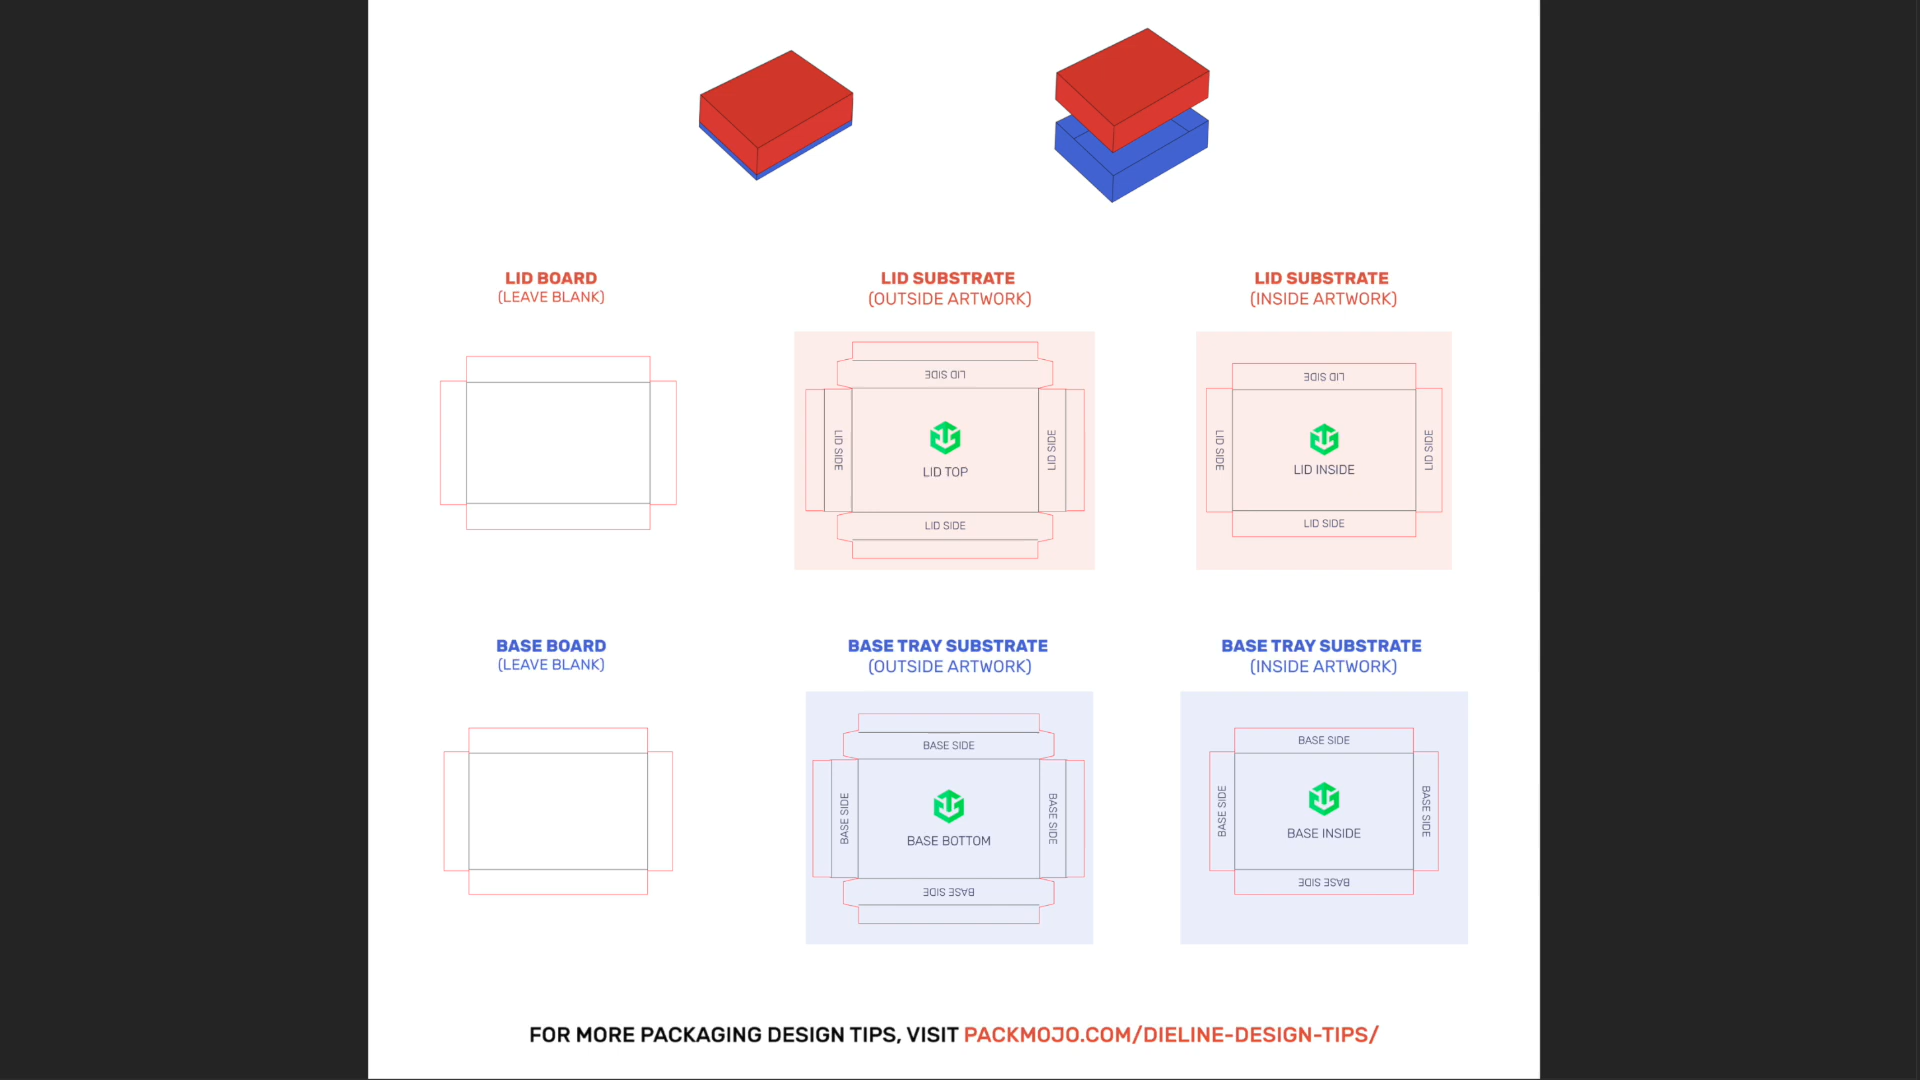 LID BOARD
(LEAVE BLANK)
LID SUBSTRATE
(OUTSIDE ARTWORK)
LID SUBSTRATE
(INSIDE ARTWORK)
LID SIDE
LID SIDE
LID TOP
LID SIDE
LID SIDE
LID SIDE
LID SIDE
LID INSIDE
LID SIDE
LID SIDE
BASE BOARD
(LEAVE BLANK)
BASE TRAY SUBSTRATE
(OUTSIDE ARTWORK)
BASE TRAY SUBSTRATE
(INSIDE ARTWORK)
BASE SIDE
BASE SIDE
BASE BOTTOM
BASE SIDE
BASE SIDE
BASE SIDE
BASE SIDE
BASE INSIDE
BASE SIDE
BASE SIDE
FOR MORE PACKAGING DESIGN TIPS, VISIT PACKMOJO.COM/DIELINE-DESIGN-TIPS/